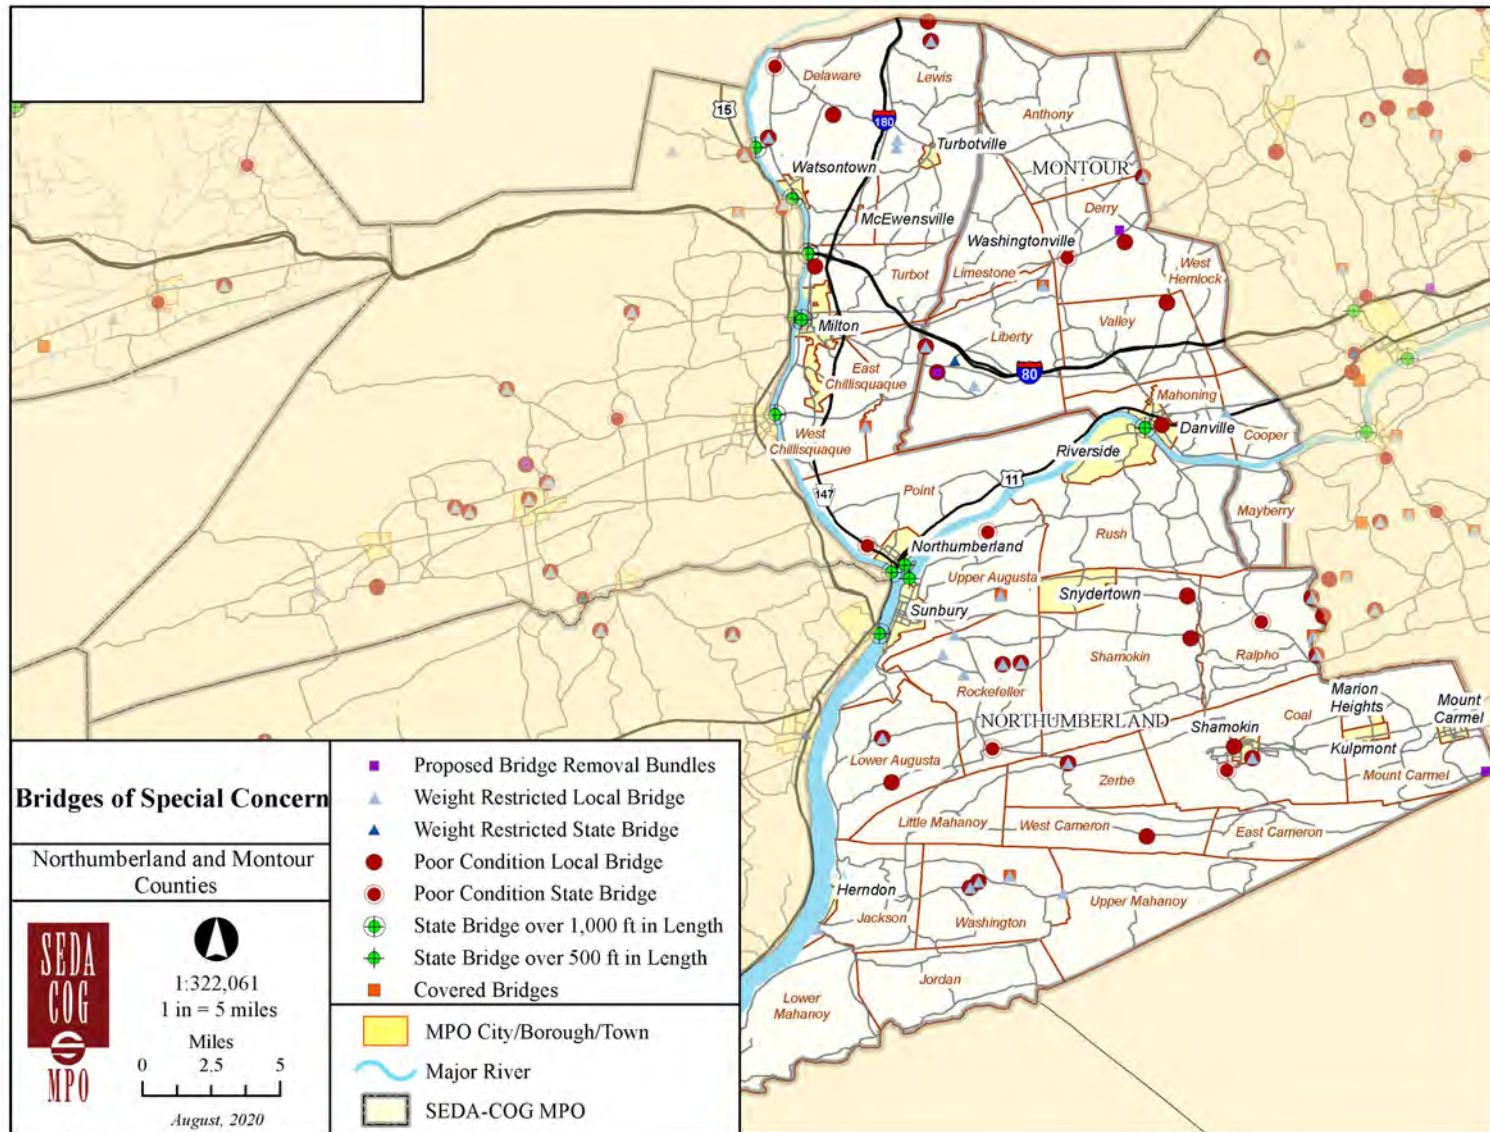 15
180
Delaware
Lewis
Anthony
Turbotville
Watsontown
MONTOUR
McEwensville
Derry
Washingtonville
Turbot
Limestone
West
Hemlock
Milton
Liberty
Valley
East
Chillisquaque
80
Mahoning
West
Chillisquaque
Danville
Cooper
Riverside
147
Point
11
Mayberry
Rush
Northumberland
Upper Augusta
Snydertown
Sunbury
Shamokin
Ralpho
Rockefeller
NORTHUMBERLAND
Marion
Heights
Mount
Carmel
Shamokin
Coal
Kulpmont
Lower Augusta
Zerbe
Mount Carmel
Little Mahanoy
West Cameron
East Cameron
Herndon
Jackson
Washington
Upper Mahanoy
Jordan
Lower
Mahanoy
Bridges of Special Concern
Northumberland and Montour
Counties
SEDA
COG
MPO
1:322,061
1 in = 5 miles
Miles
0 2.5 5
August, 2020
Proposed Bridge Removal Bundles
Weight Restricted Local Bridge
Weight Restricted State Bridge
Poor Condition Local Bridge
Poor Condition State Bridge
State Bridge over 1,000 ft in Length
State Bridge over 500 ft in Length
Covered Bridges
MPO City/Borough/Town
Major River
SEDA-COG MPO